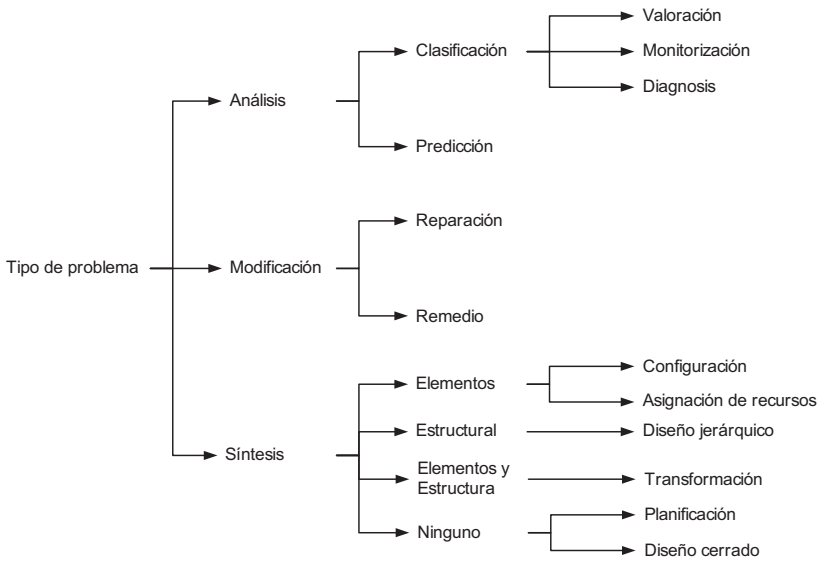 Valoración
Clasificación
Monitorización
Diagnosis
Análisis
Predicción
Reparación
Tipo de problema
Modificación
Remedio
Configuración
Elementos
Asignación de recursos
Estructural
Diseño jerárquico
Síntesis
Elementos y
Estructura
Transformación
Planificación
Ninguno
Diseño cerrado